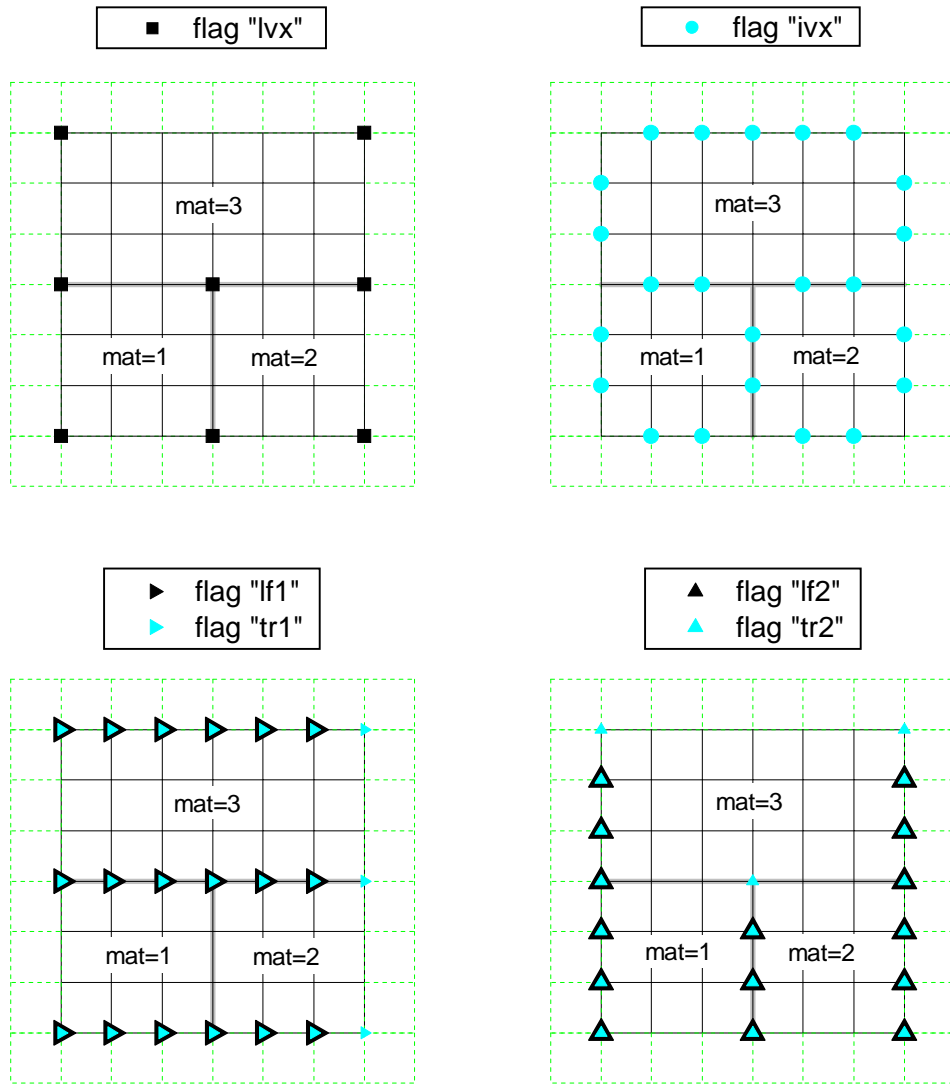 flag "lvx"
flag "ivx"
mat=3
mat=1
mat=2
mat=3
mat=1
mat=2
flag "lf1"
flag "tr1"
flag "lf2"
flag "tr2"
mat=3
mat=1
mat=2
mat=3
mat=1
mat=2